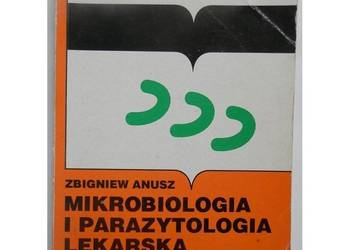 ZBIGNIEW ANUSZ
MIKROBIOLOGIA
I PARAZYTOLOGIA
LEKARSKA